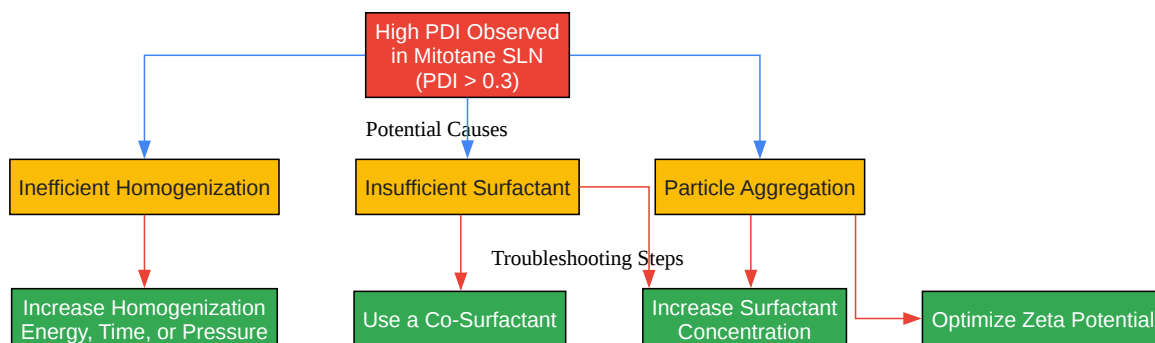 High PDI Observed
in Mitotane SLN
(PDI > 0.3)
Potential Causes
Inefficient Homogenization
Insufficient Surfactant
Particle Aggregation
Troubleshooting Steps
Increase Homogenization
Energy, Time, or Pressure
Use a Co-Surfactant
Increase Surfactant
Concentration
Optimize Zeta Potential